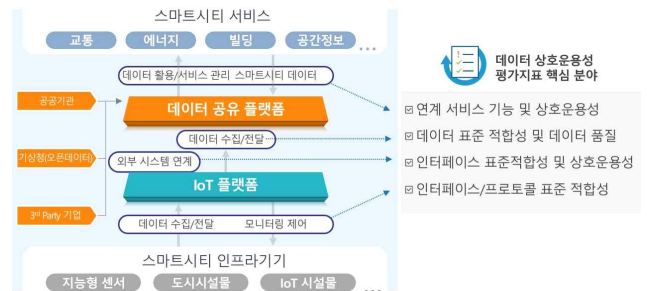 스마트시티 서비스
교통 에너지 빌딩 공간정보 ...
데이터 활용/서비스 관리 스마트시티 데이터
공공기관
데이터 공유 플랫폼
데이터 수집/전달
기상청(오픈데이터)
외부 시스템 연계
IoT 플랫폼
3rd Party 기업
데이터 수집/전달 모니터링 제어
스마트시티 인프라기기
지능형 센서 도시시설물 IoT 시설물 ...
데이터 상호운용성
평가지표 핵심 분야
☑ 연계 서비스 기능 및 상호운용성
☑ 데이터 표준 적합성 및 데이터 품질
☑ 인터페이스 표준적합성 및 상호운용성
☑ 인터페이스/프로토콜 표준 적합성